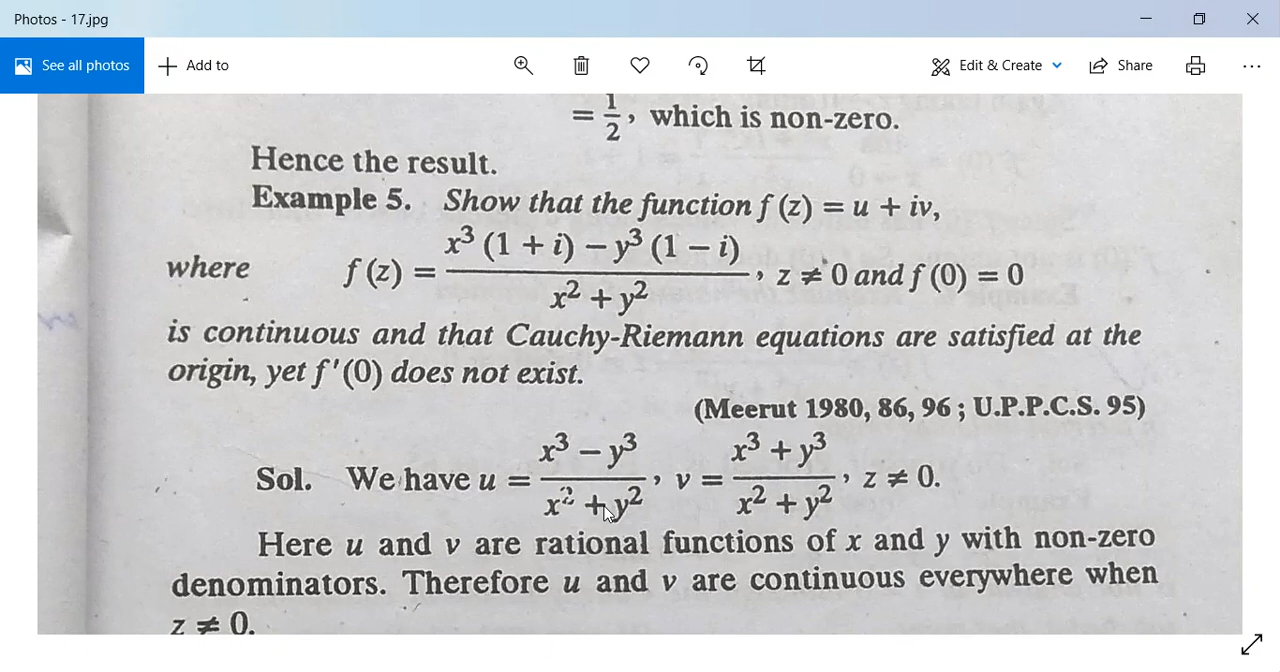 Photos - 17.jpg
See all photos
Add to
Edit & Create
Share
= 1/2, which is non-zero.
Hence the result.
Example 5. Show that the function f (z) = u + iv,
where f (z) = x³ (1 + i) − y³ (1 − i) / x² + y², z ≠ 0 and f (0) = 0
is continuous and that Cauchy-Riemann equations are satisfied at the
origin, yet f ′(0) does not exist.
(Meerut 1980, 86, 96 ; U.P.P.C.S. 95)
Sol. We have u = x³ − y³ / x² + y², v = x³ + y³ / x² + y², z ≠ 0.
Here u and v are rational functions of x and y with non-zero
denominators. Therefore u and v are continuous everywhere when
z ≠ 0.